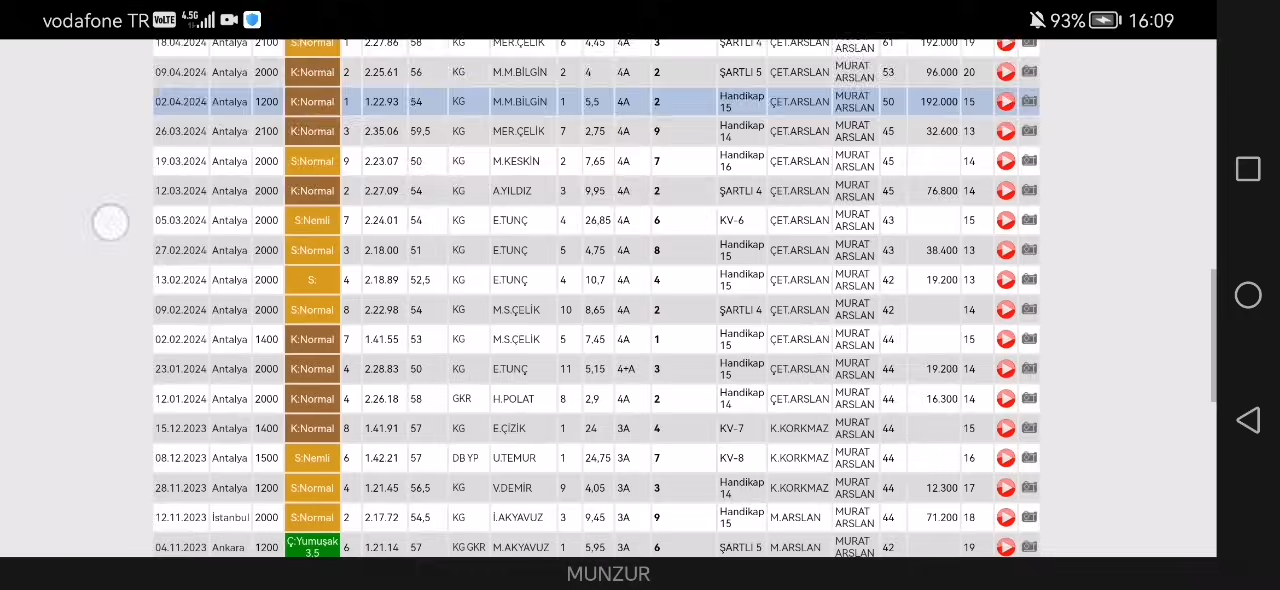 vodafone TR VoLTE 4.5G 93% 16:09
18.04.2024 Antalya 2100 S:Normal 1 2.27.86 58 KG MER.ÇELİK 6 4,45 4A 3 ŞARTLI 4 ÇET.ARSLAN MURAT ARSLAN 61 192.000 19
09.04.2024 Antalya 2000 K:Normal 2 2.25.61 56 KG M.M.BİLGİN 2 4 4A 2 ŞARTLI 5 ÇET.ARSLAN MURAT ARSLAN 53 96.000 20
02.04.2024 Antalya 1200 K:Normal 1 1.22.93 54 KG M.M.BİLGİN 1 5,5 4A 2 Handikap 15 ÇET.ARSLAN MURAT ARSLAN 50 192.000 15
26.03.2024 Antalya 2100 K:Normal 3 2.35.06 59,5 KG MER.ÇELİK 7 2,75 4A 9 Handikap 14 ÇET.ARSLAN MURAT ARSLAN 45 32.600 13
19.03.2024 Antalya 2000 S:Normal 9 2.23.07 50 KG M.KESKİN 2 7,65 4A 7 Handikap 16 ÇET.ARSLAN MURAT ARSLAN 45 14
12.03.2024 Antalya 2000 K:Normal 2 2.27.09 54 KG A.YILDIZ 3 9,95 4A 2 ŞARTLI 4 ÇET.ARSLAN MURAT ARSLAN 45 76.800 14
05.03.2024 Antalya 2000 S:Nemli 7 2.24.01 54 KG E.TUNÇ 4 26,85 4A 6 KV-6 ÇET.ARSLAN MURAT ARSLAN 43 15
27.02.2024 Antalya 2000 S:Normal 3 2.18.00 51 KG E.TUNÇ 5 4,75 4A 8 Handikap 15 ÇET.ARSLAN MURAT ARSLAN 43 38.400 13
13.02.2024 Antalya 2000 S: 4 2.18.89 52,5 KG E.TUNÇ 1 10,7 4A 4 Handikap 15 ÇET.ARSLAN MURAT ARSLAN 42 19.200 13
09.02.2024 Antalya 2000 S:Normal 8 2.22.98 54 KG M.S.ÇELİK 10 8,65 4A 2 ŞARTLI 4 ÇET.ARSLAN MURAT ARSLAN 42 14
02.02.2024 Antalya 1400 K:Normal 7 1.41.55 53 KG M.S.ÇELİK 5 7,45 4A 1 Handikap 15 ÇET.ARSLAN MURAT ARSLAN 44 15
23.01.2024 Antalya 2000 K:Normal 4 2.28.83 50 KG E.TUNÇ 11 5,15 4+A 3 Handikap 15 ÇET.ARSLAN MURAT ARSLAN 44 19.200 14
12.01.2024 Antalya 2000 K:Normal 4 2.26.18 58 GKR H.POLAT 8 2,9 4A 2 Handikap 14 ÇET.ARSLAN MURAT ARSLAN 44 16.300 14
15.12.2023 Antalya 1400 K:Normal 8 1.41.91 57 KG E.ÇİZİK 1 24 3A 4 KV-7 K.KORKMAZ MURAT ARSLAN 44 15
08.12.2023 Antalya 1500 S:Nemli 6 1.42.21 57 DB YP U.TEMUR 1 24,75 3A 7 KV-8 K.KORKMAZ MURAT ARSLAN 44 16
28.11.2023 Antalya 1200 S:Normal 4 1.21.45 56,5 KG V.DEMİR 9 4,05 3A 3 Handikap 14 K.KORKMAZ MURAT ARSLAN 44 12.300 17
12.11.2023 İstanbul 2000 S:Normal 2 2.17.72 54,5 KG İ.AKYAVUZ 1 9,45 3A 9 Handikap 15 M.ARSLAN MURAT ARSLAN 44 71.200 18
04.11.2023 Ankara 1200 Ç:Yumuşak 3.5 6 1.21.14 57 KG GKR M.AKYAVUZ 1 5,95 3A 6 ŞARTLI 5 M.ARSLAN MURAT ARSLAN 42 19
MUNZUR